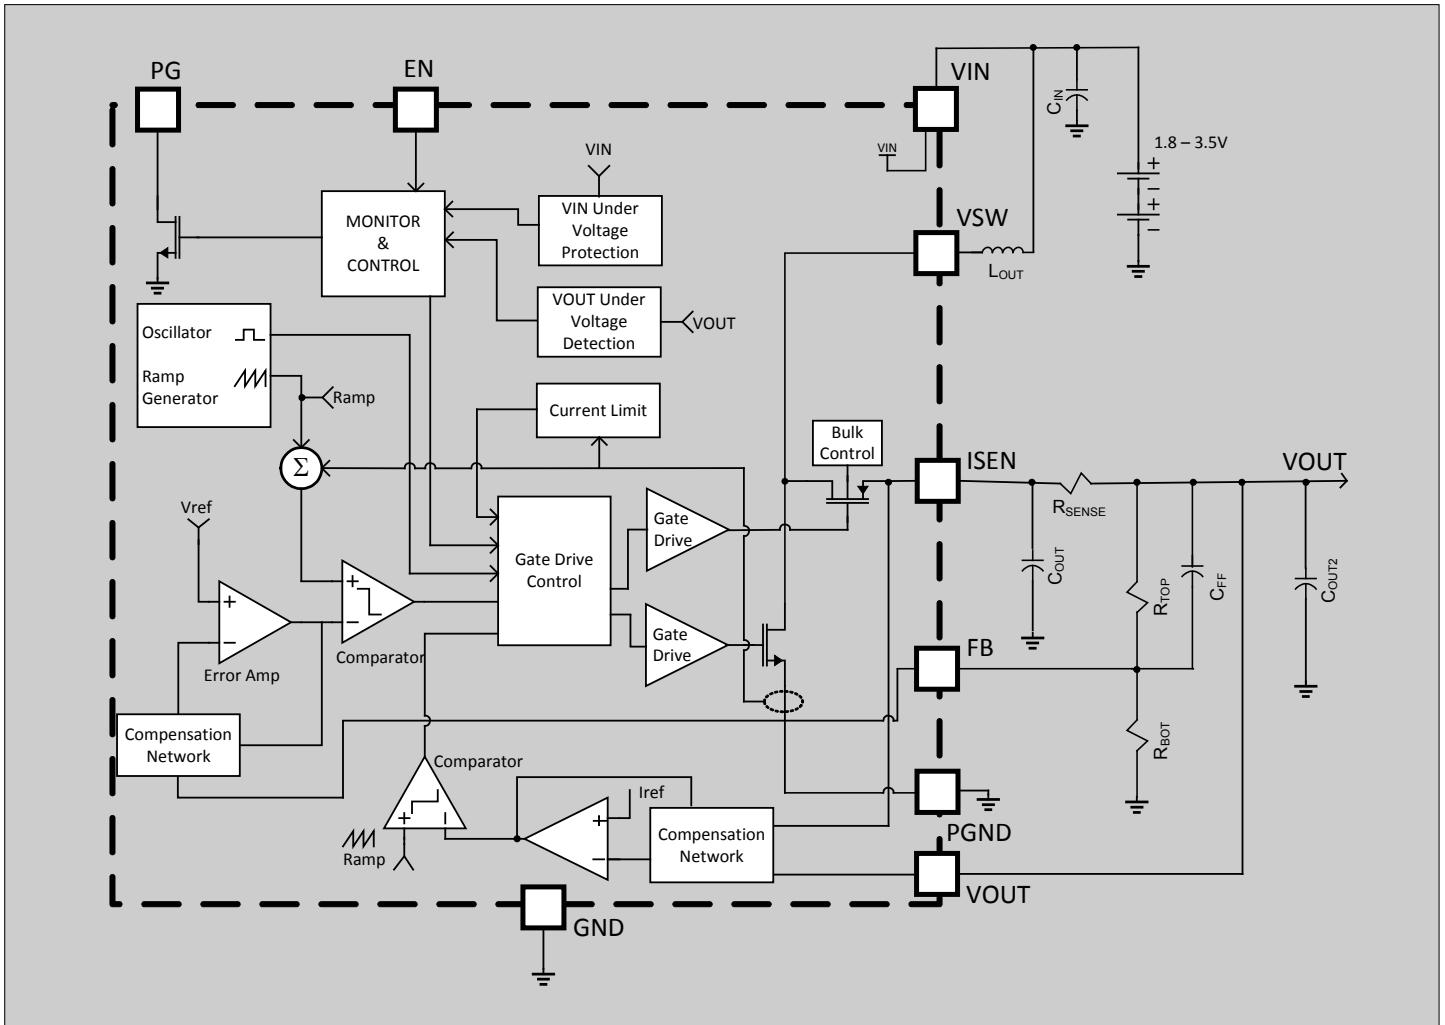 PG
EN
VIN
C_IN
1.8 – 3.5V
+
−
+
−
VIN
VIN
MONITOR
&
CONTROL
VIN Under
Voltage
Protection
VSW
L_OUT
VOUT Under
Voltage
Detection
VOUT
Oscillator
Ramp
Generator
Ramp
Current Limit
Bulk
Control
ISEN
VOUT
Σ
R_SENSE
Vref
Gate
Drive
Gate Drive
Control
C_OUT
R_TOP
C_FF
C_OUT2
+
−
+
−
Error Amp
Comparator
Gate
Drive
FB
Compensation
Network
R_BOT
Comparator
+
−
Ramp
Iref
+
−
Compensation
Network
PGND
VOUT
GND